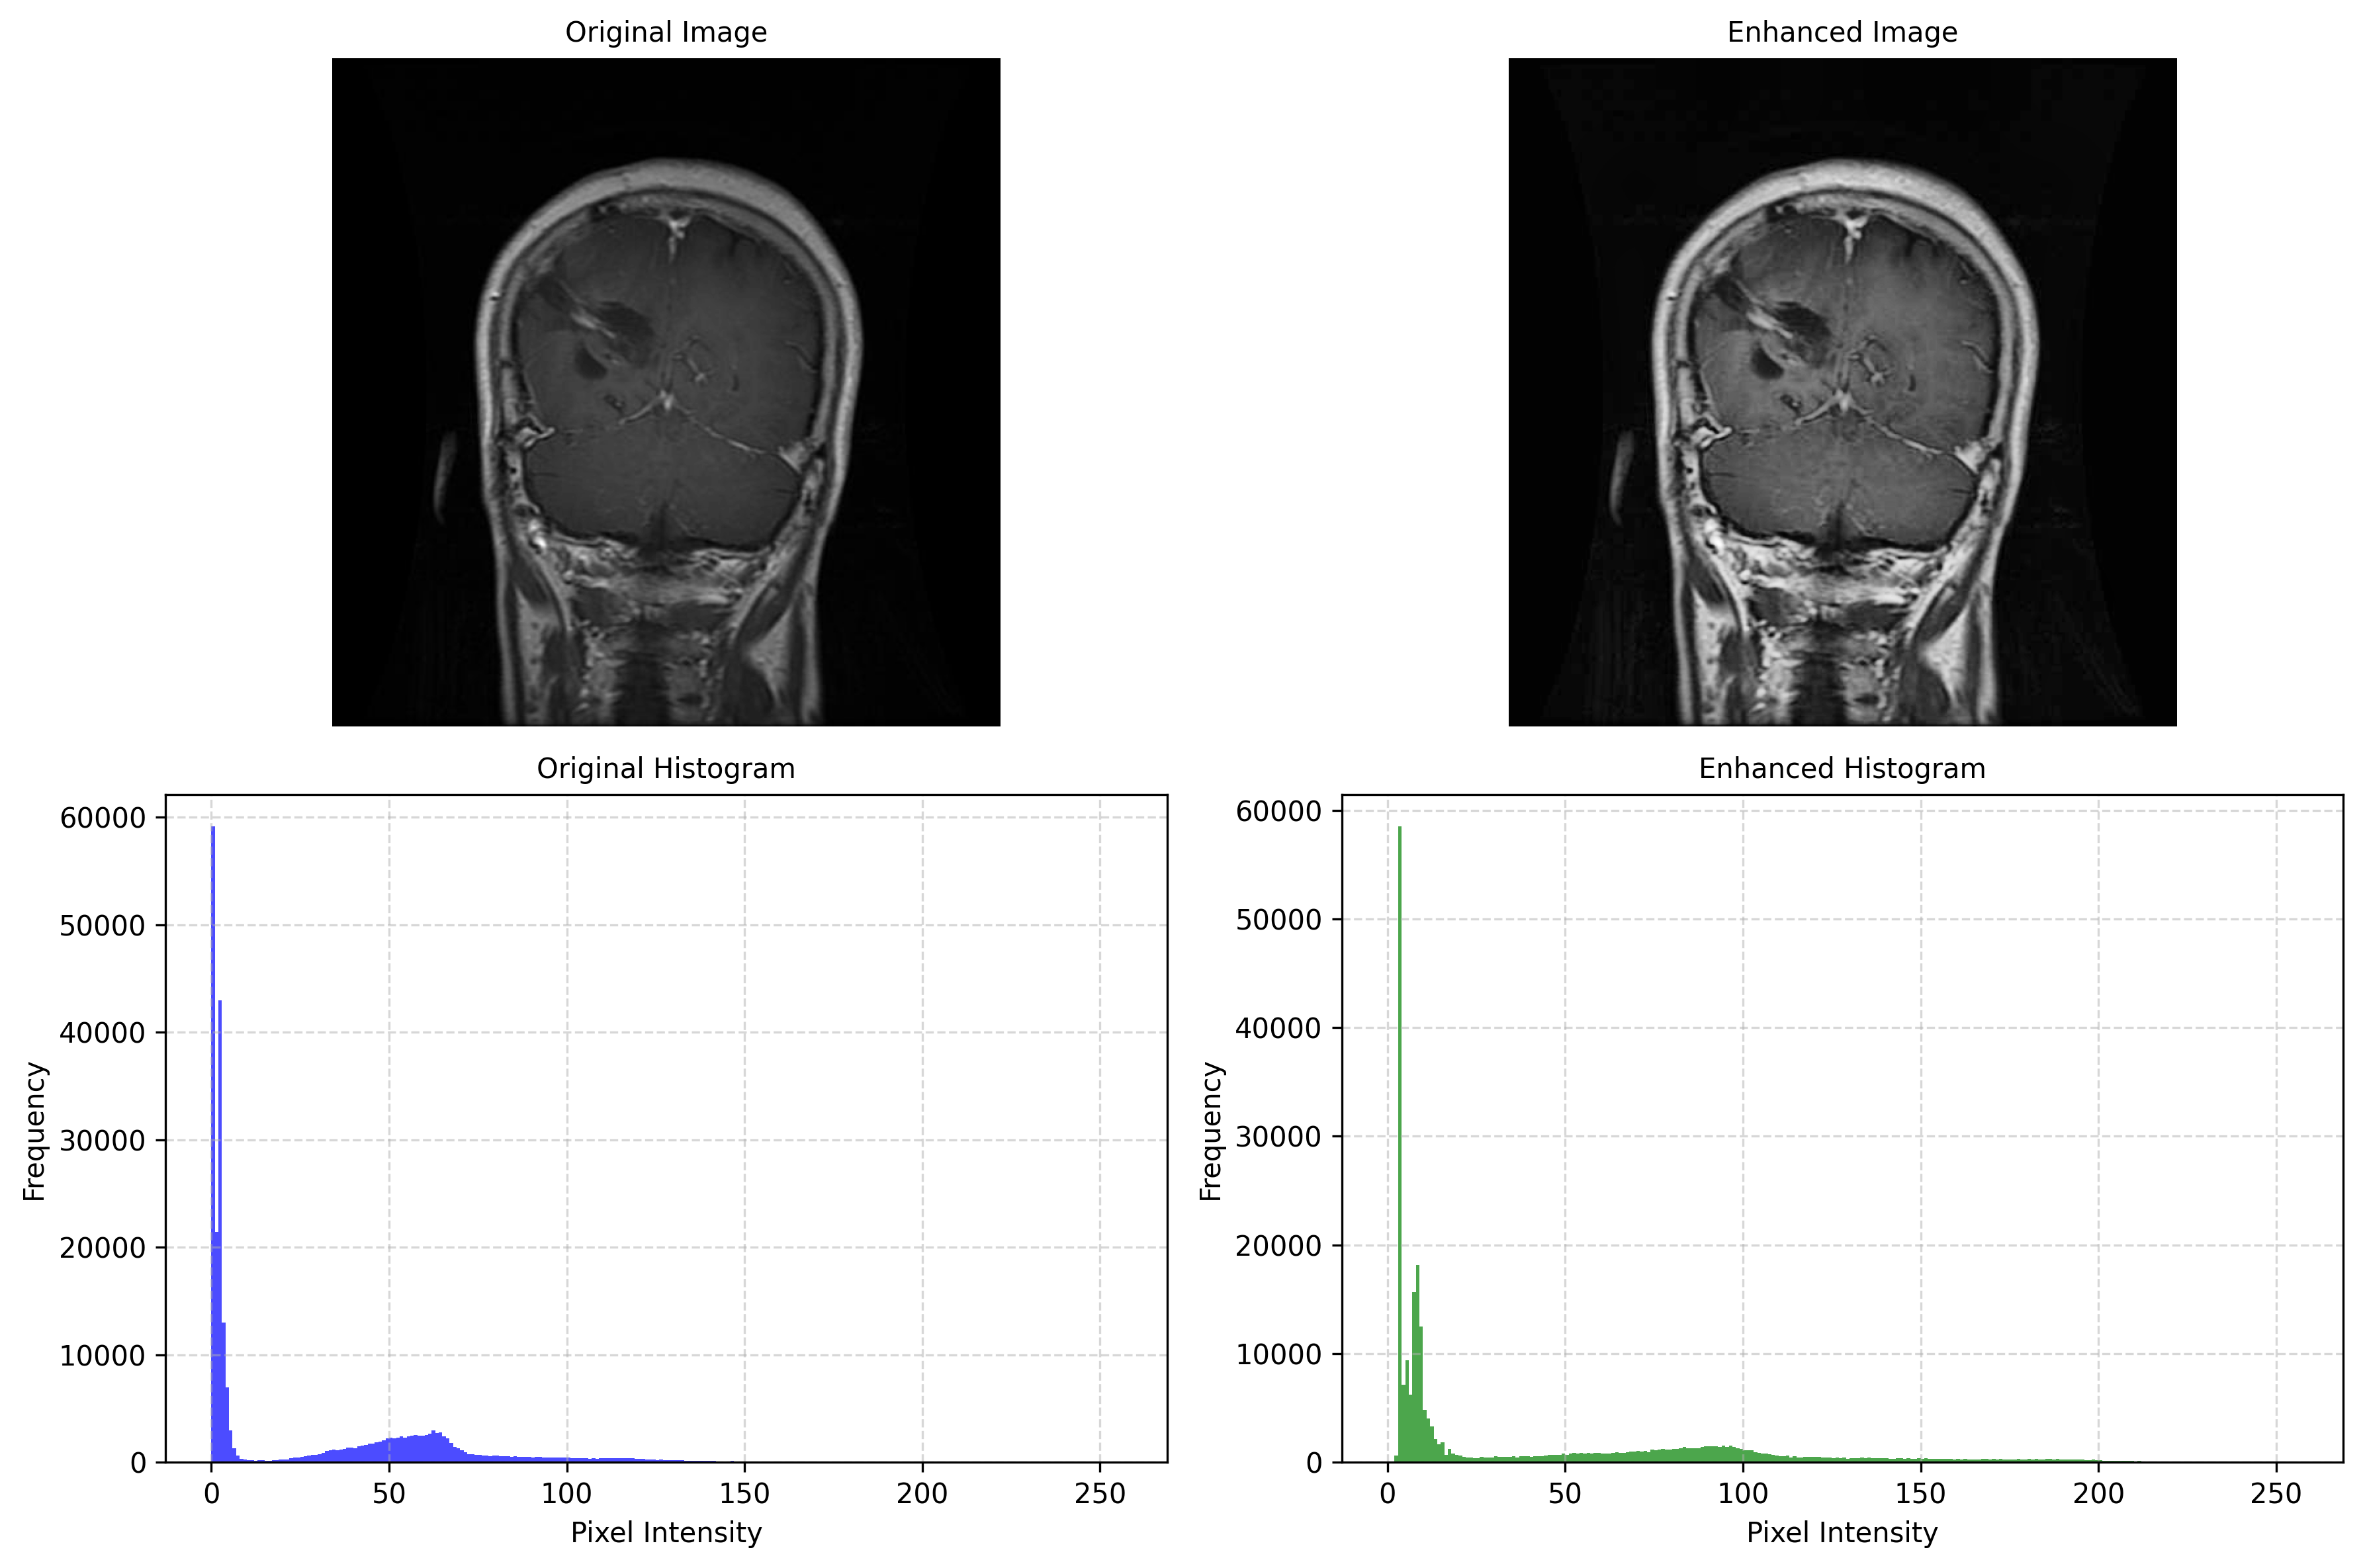 Original Image
Enhanced Image
Original Histogram
Enhanced Histogram
60000
50000
40000
30000
20000
10000
0
Frequency
0 50 100 150 200 250
Pixel Intensity
60000
50000
40000
30000
20000
10000
0
Frequency
0 50 100 150 200 250
Pixel Intensity